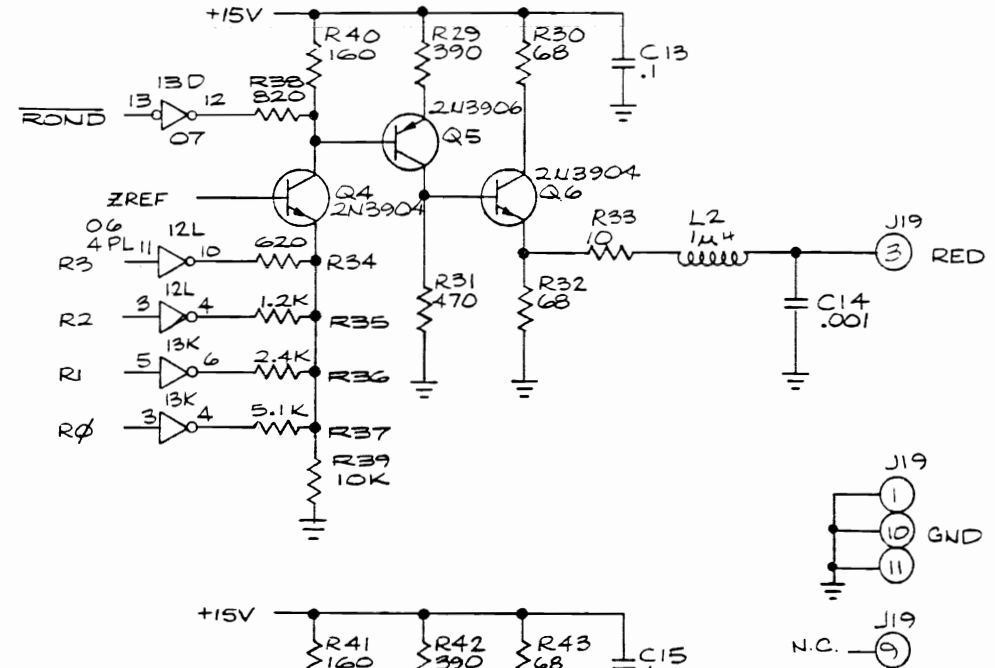 +15V
R40
160
R29
390
R30
68
C13
.1
13D
R38
820
ROND
13
12
07
2N3906
Q5
2N3904
Q6
ZREF
Q4
2N3904
06
4PL
R3
11
12L
10
620
R34
R2
3
12L
4
1.2K
R35
R1
5
13K
6
2.4K
R36
RØ
3
13K
4
5.1K
R37
R39
10K
R31
470
R33
10
L2
1µH
R32
68
C14
.001
J19
3
RED
J19
1
10
GND
11
+15V
R41
160
R42
390
R43
68
C15
J19
N.C.
9